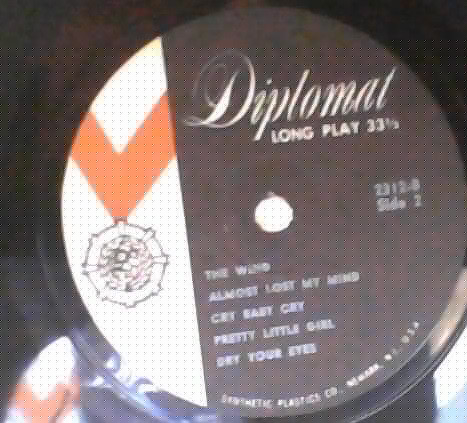 Diplomat
LONG PLAY 33⅓
2312-B
Side 2
THE WIND
ALMOST LOST MY MIND
CRY BABY CRY
PRETTY LITTLE GIRL
DRY YOUR EYES
SYNTHETIC PLASTICS CO., NEWARK, N.J., U.S.A.